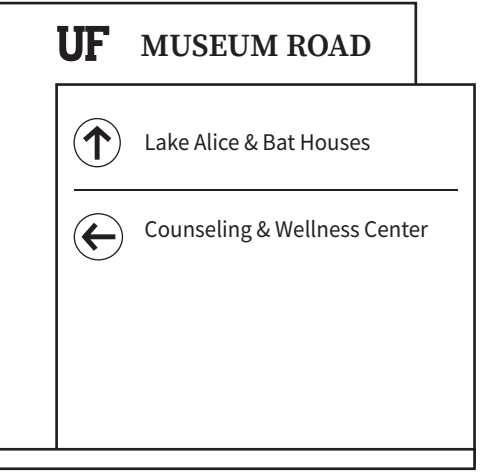 UF MUSEUM ROAD
Lake Alice & Bat Houses
Counseling & Wellness Center